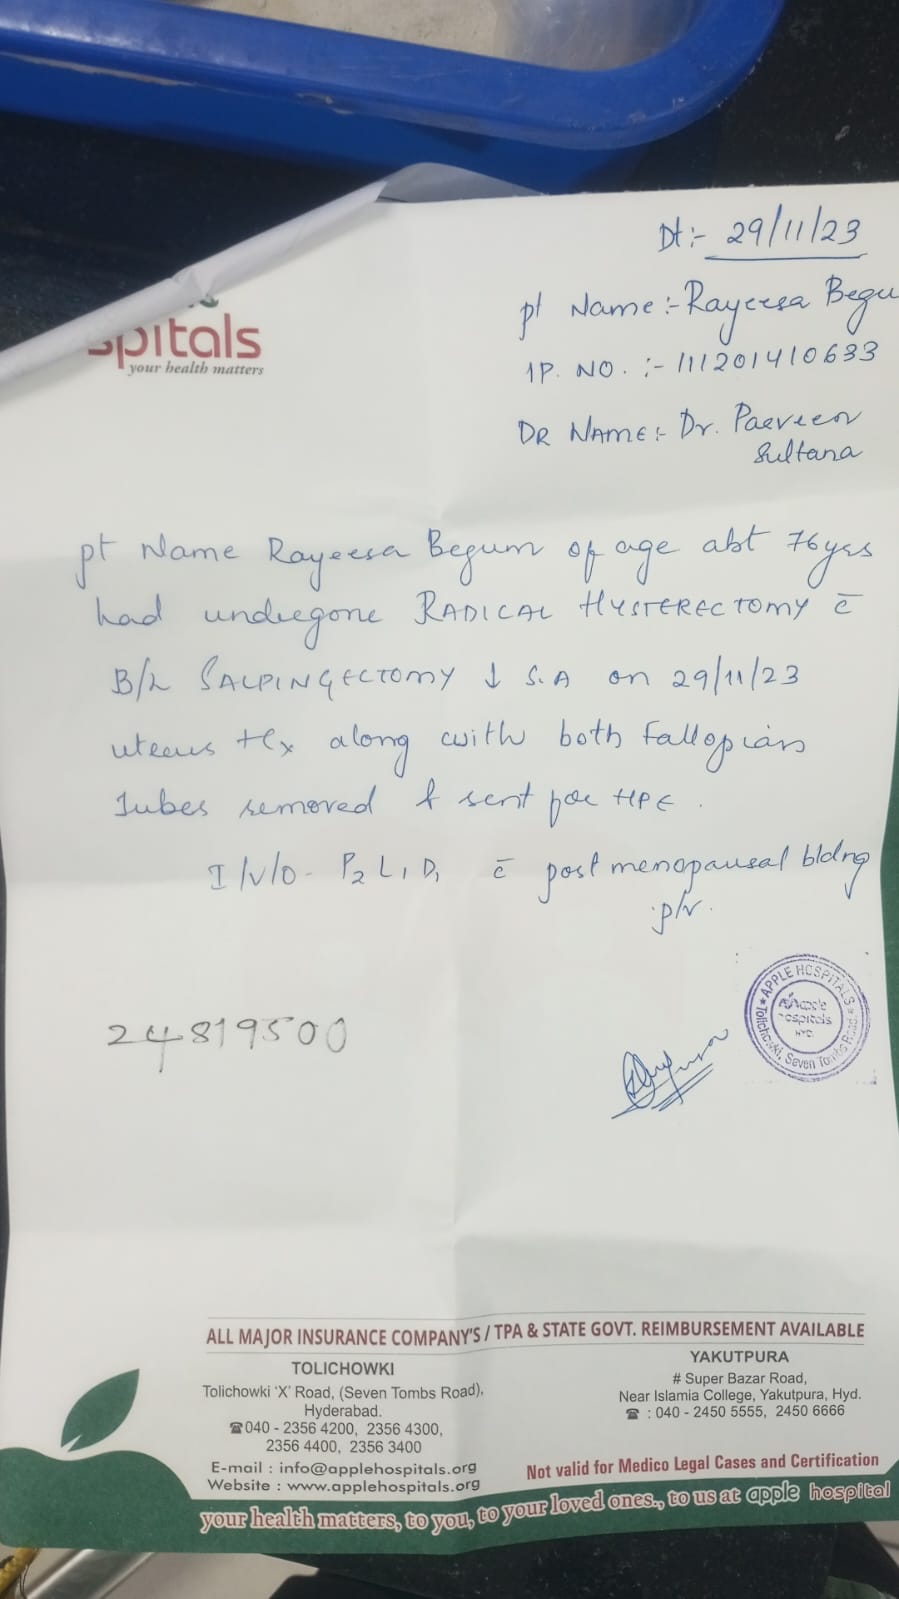 Dt:- 29/11/23
spitals
your health matters
pt Name:- Rayeesa Begu
IP. NO. :- 111201410633
DR NAME:- Dr. Parveen
Sultana
pt Name Rayeesa Begum of age abt 76yrs
had undregone RADICAL HYSTERECTOMY c̄
B/L SALPINGECTOMY ↓ S.A on 29/11/23
uterus + Cx along with both Fallopian
Tubes removed & sent for HPE.
I/V/O- P₂ L₁ D₁ c̄ post menopausal bldng
p/v.
24819500
★ APPLE HOSPITALS ★
Tolichowki, Seven Tombs Road.
apple
hospitals
HYD.
ALL MAJOR INSURANCE COMPANY'S / TPA & STATE GOVT. REIMBURSEMENT AVAILABLE
TOLICHOWKI
Tolichowki 'X' Road, (Seven Tombs Road),
Hyderabad.
☎040 - 2356 4200, 2356 4300,
2356 4400, 2356 3400
E-mail : info@applehospitals.org
Website : www.applehospitals.org
YAKUTPURA
# Super Bazar Road,
Near Islamia College, Yakutpura, Hyd.
☎ : 040 - 2450 5555, 2450 6666
Not valid for Medico Legal Cases and Certification
your health matters, to you, to your loved ones., to us at apple hospital